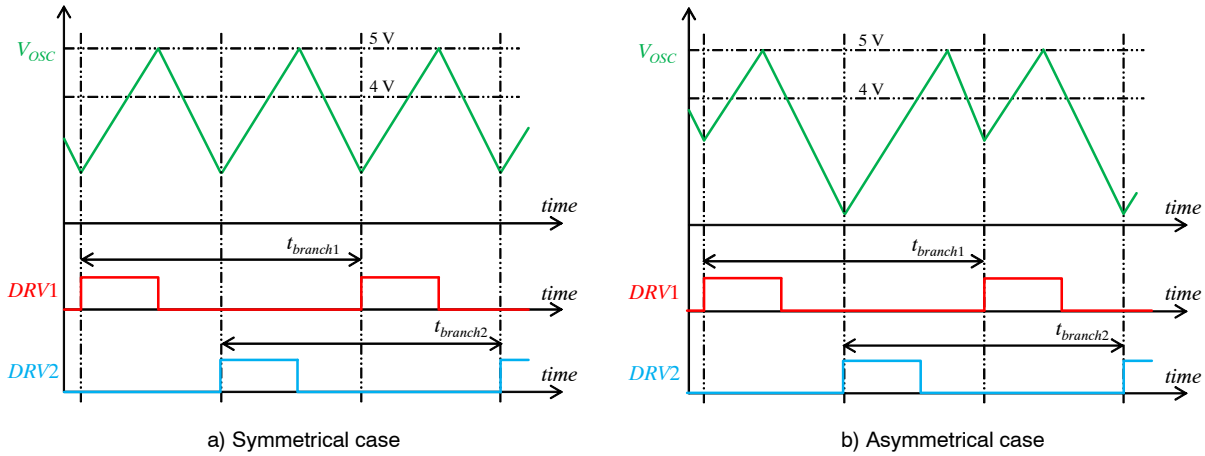 V_OSC
5 V
4 V
time
t_branch1
DRV1
time
t_branch2
DRV2
time
a) Symmetrical case
V_OSC
5 V
4 V
time
t_branch1
DRV1
time
t_branch2
DRV2
time
b) Asymmetrical case